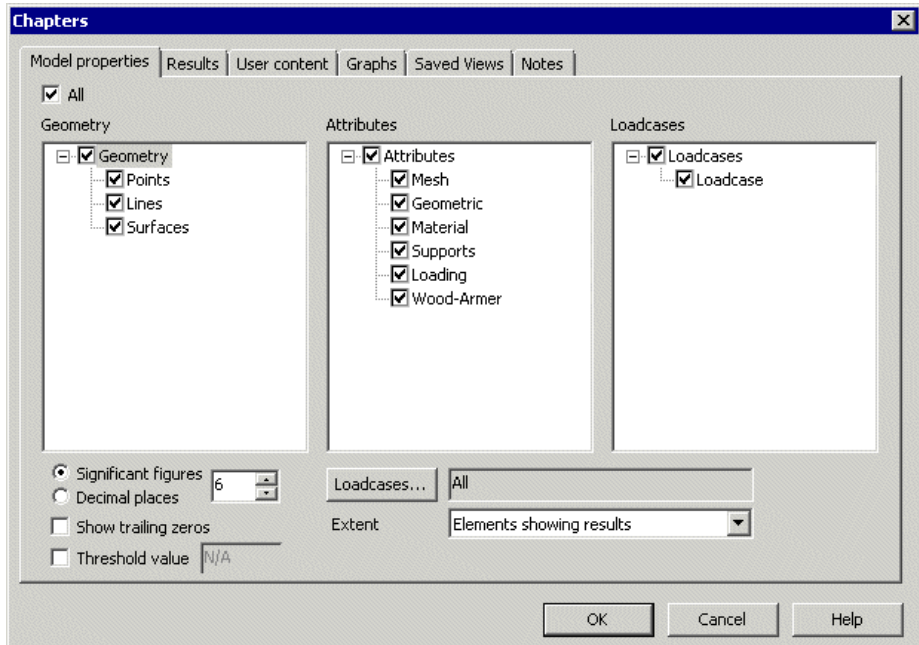 Chapters
Model properties Results User content Graphs Saved Views Notes
All
Geometry Attributes Loadcases
Geometry Attributes Loadcases
Points Mesh Loadcase
Lines Geometric
Surfaces Material
Supports
Loading
Wood-Armer
Significant figures 6 Loadcases... All
Decimal places
Show trailing zeros Extent Elements showing results
Threshold value N/A
OK Cancel Help